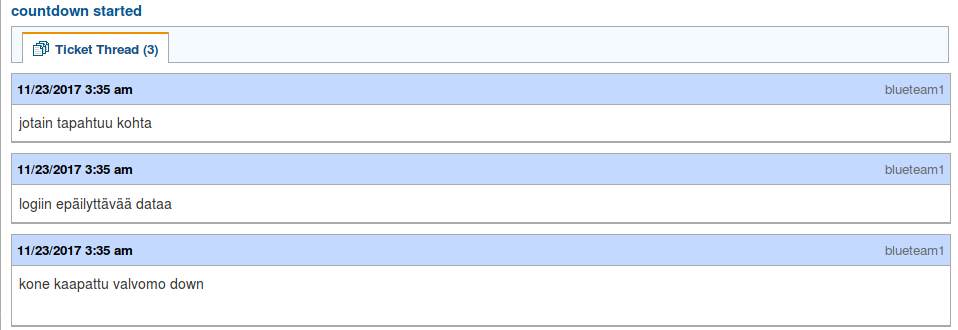 countdown started
Ticket Thread (3)
11/23/2017 3:35 am blueteam1
jotain tapahtuu kohta
11/23/2017 3:35 am blueteam1
logiin epäilyttävää dataa
11/23/2017 3:35 am blueteam1
kone kaapattu valvomo down